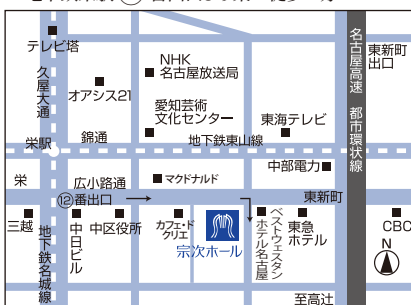 テレビ塔
久屋大通
オアシス21
NHK
名古屋放送局
愛知芸術
文化センター
名古屋高速 都市環状線
東新町
出口
東海テレビ
栄駅
錦通
地下鉄東山線
中部電力
栄
広小路通
マクドナルド
東新町
⑫番出口
三越
地下鉄名城線
中日ビル
中区役所
カフェ・ド
クリエ
宗次ホール
ベストウェスタン
ホテル名古屋
東急
ホテル
CBC
N
至高辻